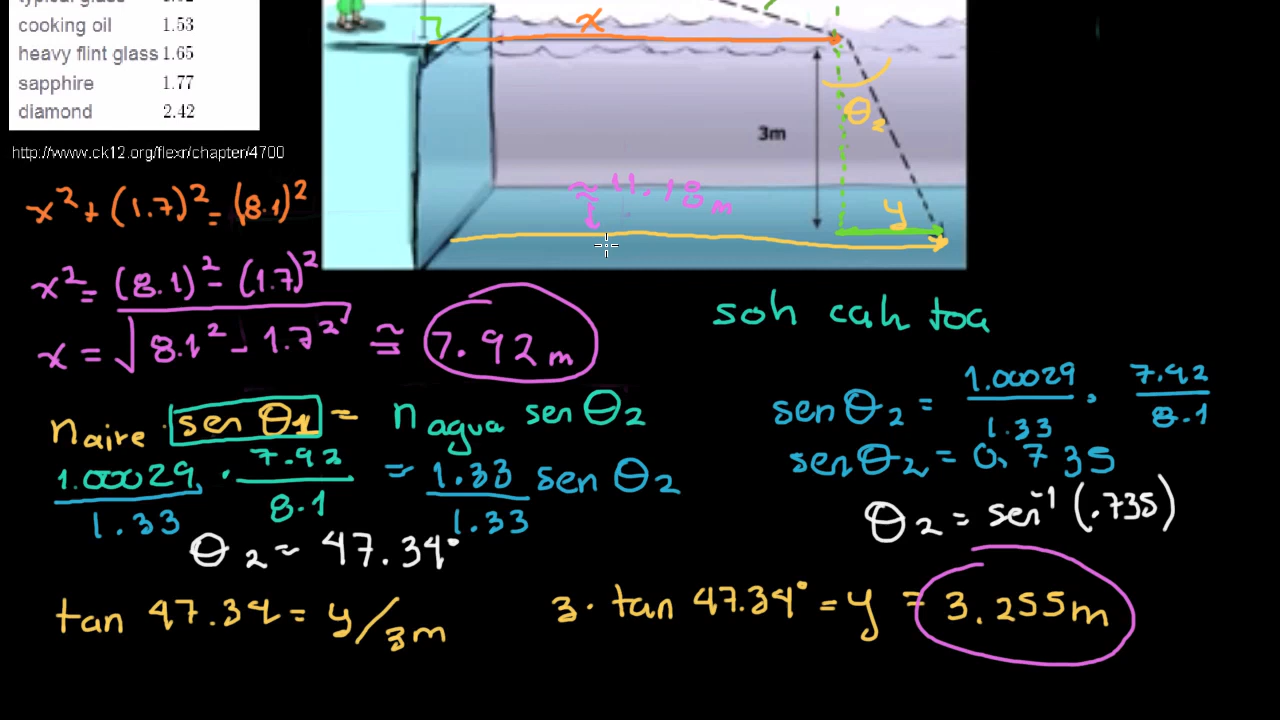 cooking oil 1.53
heavy flint glass 1.65
sapphire 1.77
diamond 2.42
http://www.ck12.org/flexr/chapter/4700
x
θ₂
3m
≈ 11.18 m
y
x² + (1.7)² = (8.1)²
x² = (8.1)² - (1.7)²
x = √8.1² - 1.7² ≅ 7.92 m
soh cah toa
n aire · sen θ1 = n agua sen θ2
1.00029/1.33 · 7.92/8.1 = 1.33/1.33 sen θ2
θ2 = 47.34°
tan 47.34 = y/3m
sen θ2 = 1.00029/1.33 · 7.92/8.1
sen θ2 = 0.735
θ2 = sen⁻¹ (.735)
3 · tan 47.34° = y = 3.255m